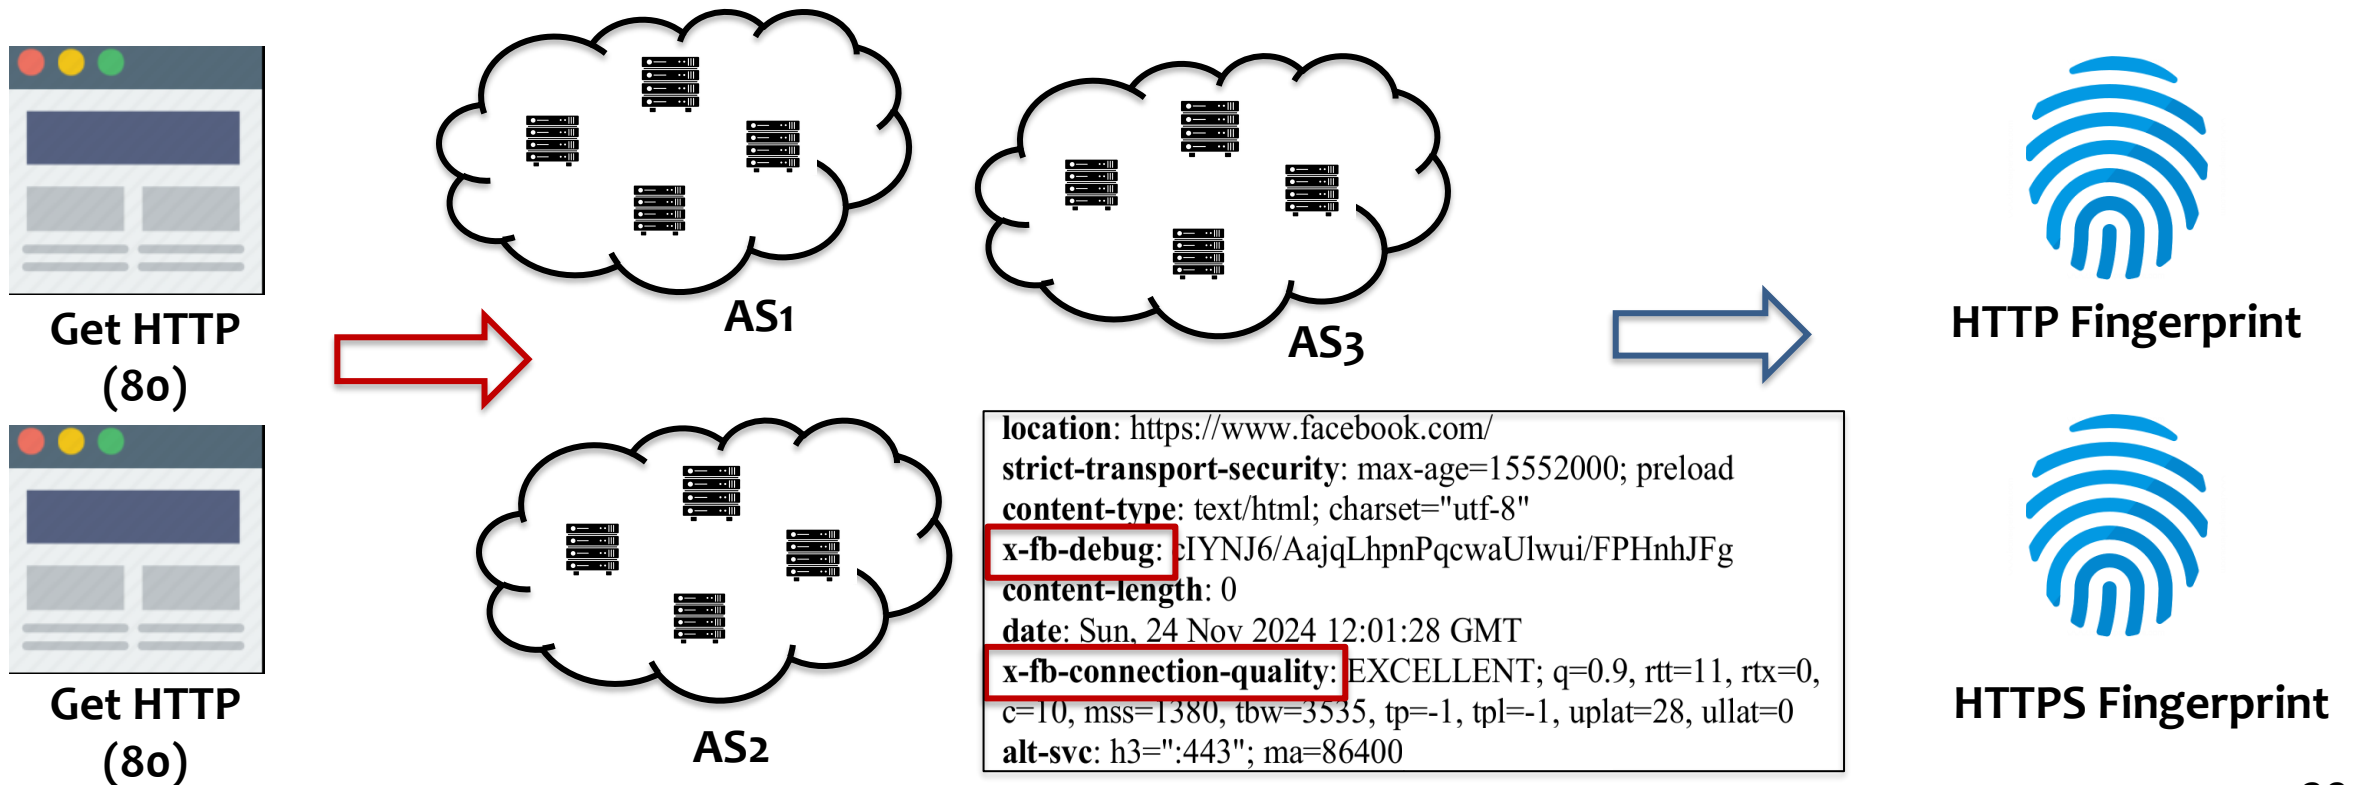 Get HTTP
(80)
Get HTTP
(80)
AS1
AS3
AS2
location: https://www.facebook.com/
strict-transport-security: max-age=15552000; preload
content-type: text/html; charset="utf-8"
x-fb-debug: cIYNJ6/AajqLhpnPqcwaUlwui/FPHnhJFg
content-length: 0
date: Sun, 24 Nov 2024 12:01:28 GMT
x-fb-connection-quality: EXCELLENT; q=0.9, rtt=11, rtx=0,
c=10, mss=1380, tbw=3535, tp=-1, tpl=-1, uplat=28, ullat=0
alt-svc: h3=":443"; ma=86400
HTTP Fingerprint
HTTPS Fingerprint